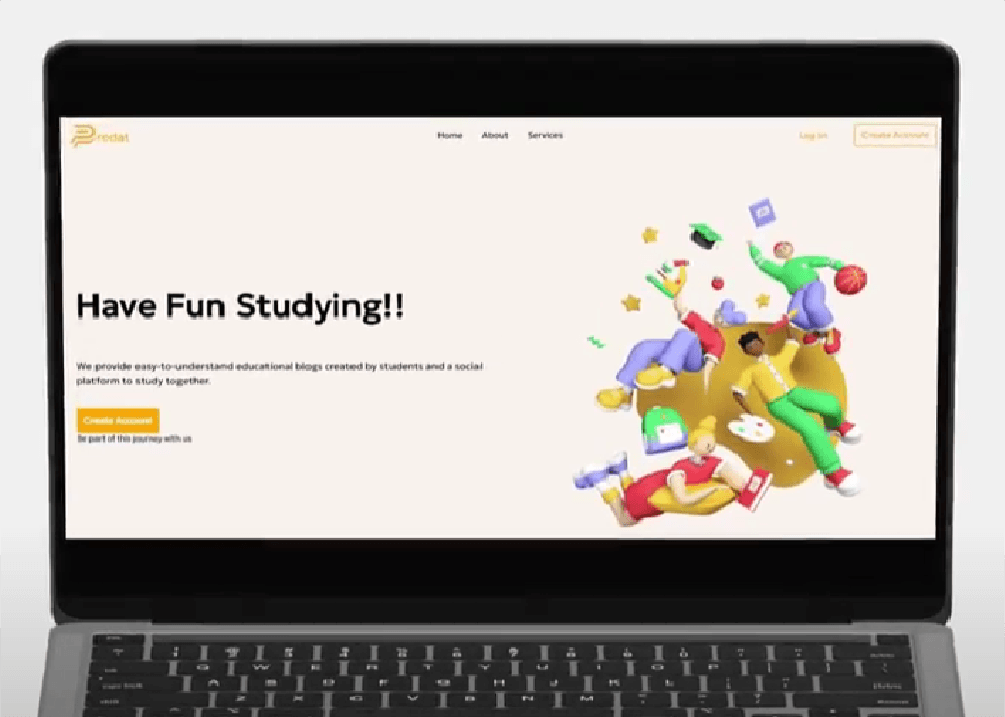 redas
Home About Services
Log in Create Account
Have Fun Studying!!
We provide easy-to-understand educational blogs created by students and a social
platform to study together.
Create Account
Be part of this journey with us
Q W E R T Y U I O P
A S D F G H J K L
Z X C V B N M